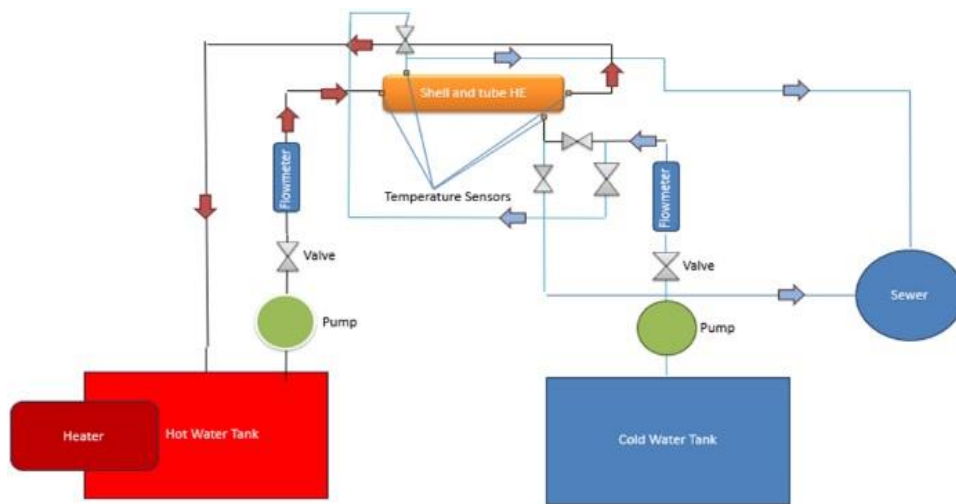 Shell and tube HE
Flowmeter
Flowmeter
Temperature Sensors
Valve
Valve
Sewer
Pump
Pump
Heater
Hot Water Tank
Cold Water Tank